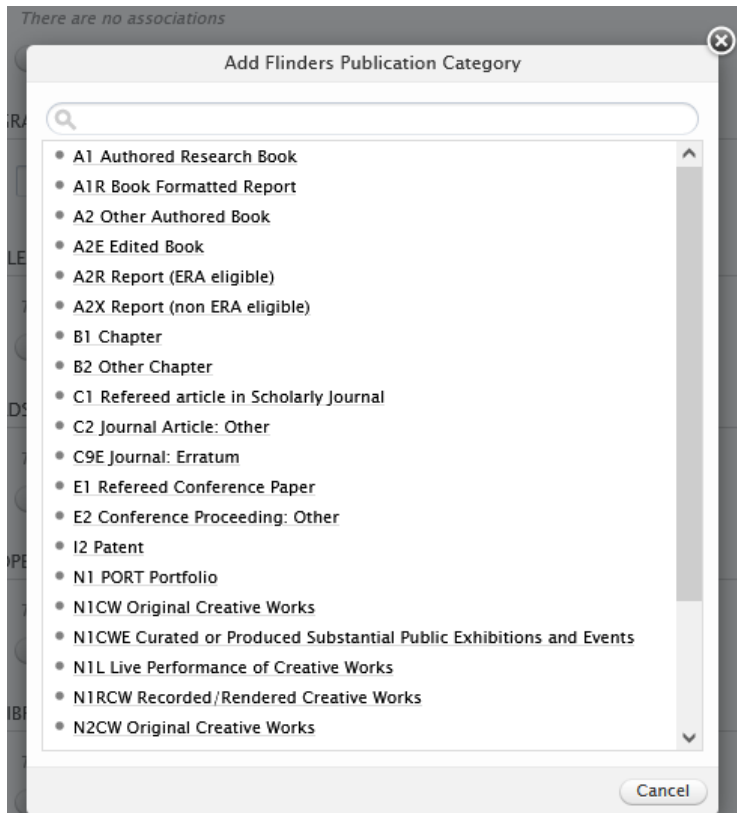 There are no associations
Add Flinders Publication Category
A1 Authored Research Book
A1R Book Formatted Report
A2 Other Authored Book
A2E Edited Book
A2R Report (ERA eligible)
A2X Report (non ERA eligible)
B1 Chapter
B2 Other Chapter
C1 Refereed article in Scholarly Journal
C2 Journal Article: Other
C9E Journal: Erratum
E1 Refereed Conference Paper
E2 Conference Proceeding: Other
I2 Patent
N1 PORT Portfolio
N1CW Original Creative Works
N1CWE Curated or Produced Substantial Public Exhibitions and Events
N1L Live Performance of Creative Works
N1RCW Recorded/Rendered Creative Works
N2CW Original Creative Works
Cancel